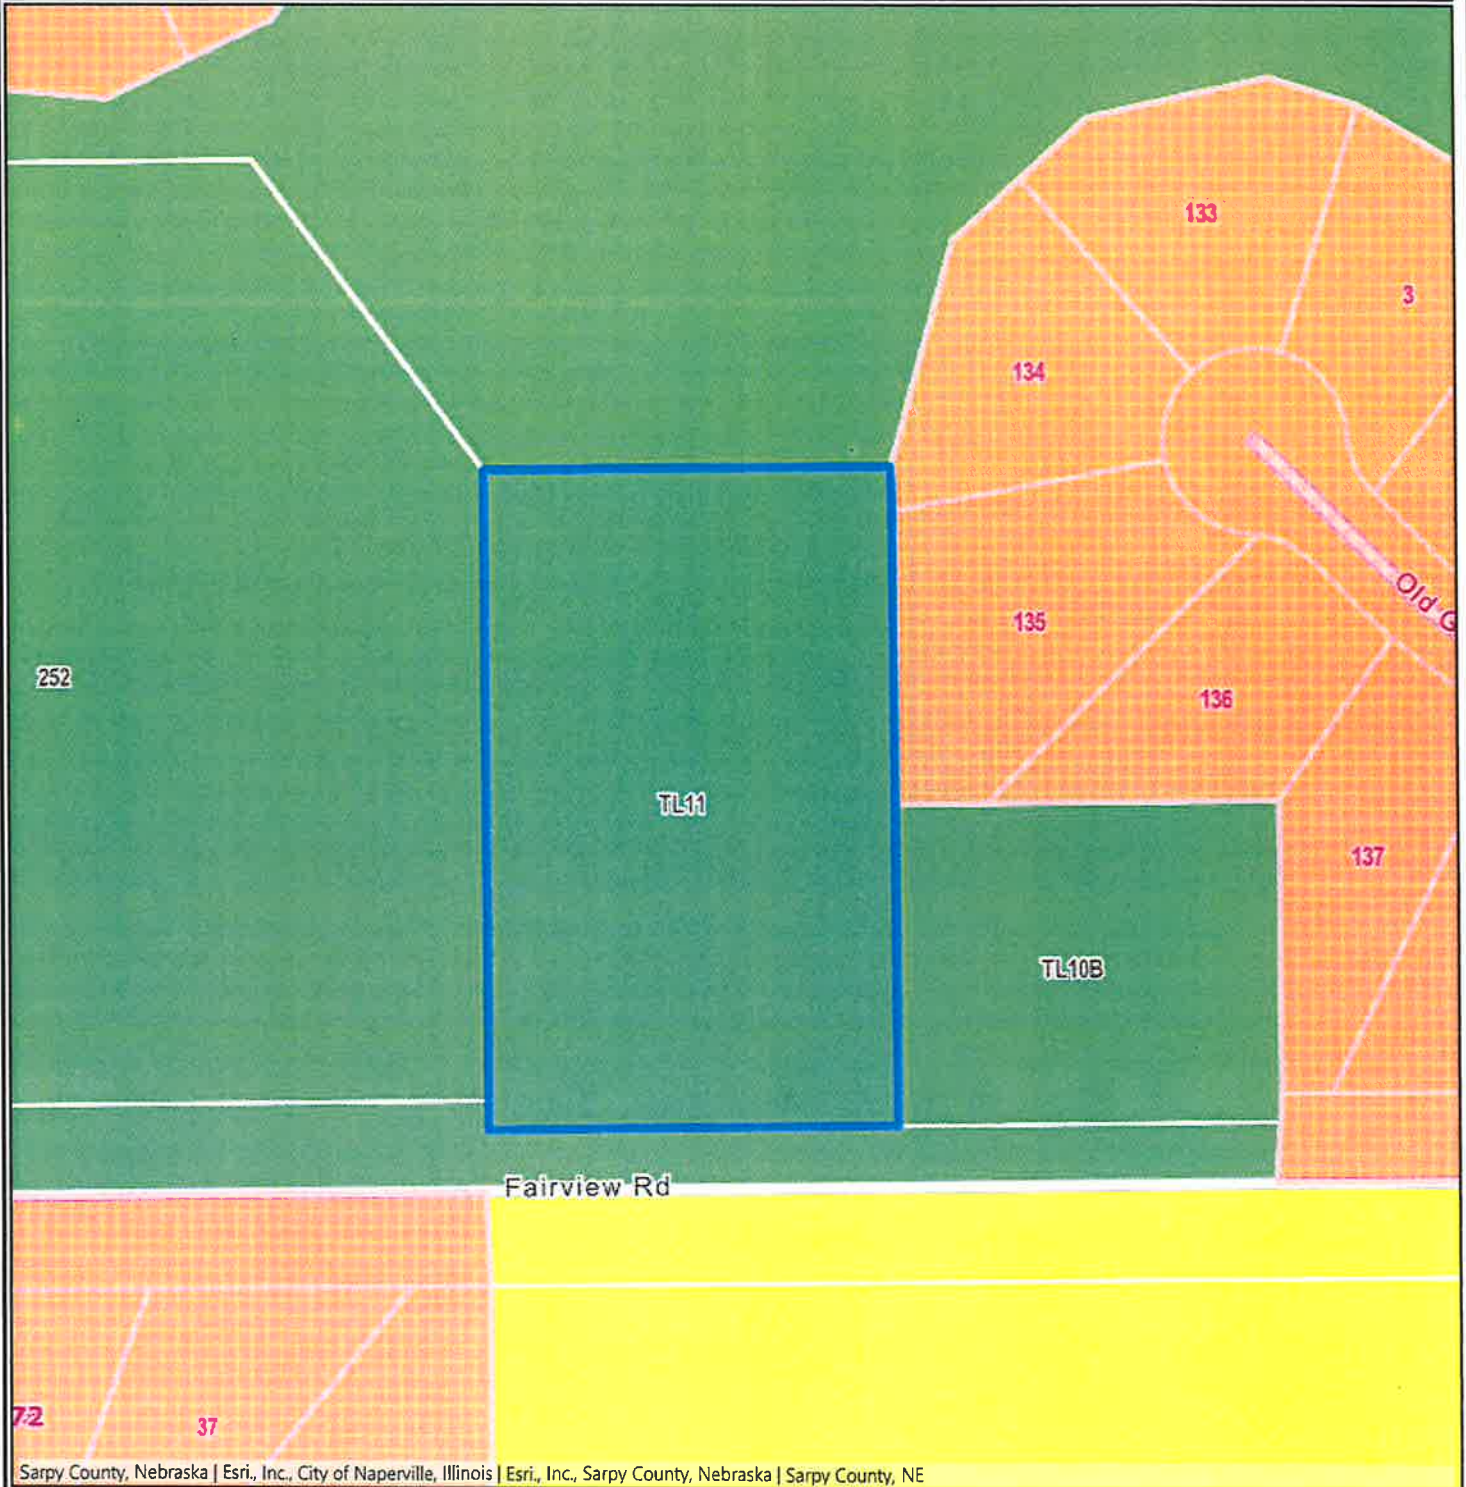 133
3
134
Old G
135
252
136
TL11
137
TL10B
Fairview Rd
72
37
Sarpy County, Nebraska | Esri., Inc., City of Naperville, Illinois | Esri., Inc., Sarpy County, Nebraska | Sarpy County, NE